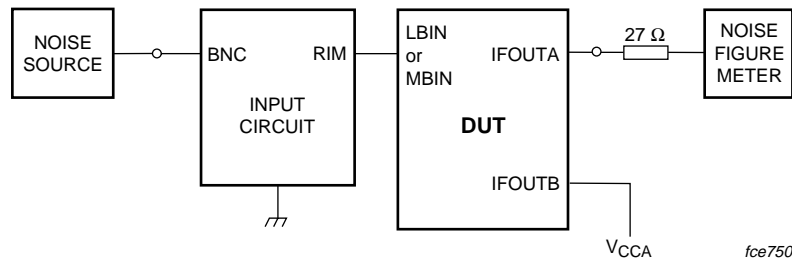 NOISE
SOURCE
BNC
RIM
INPUT
CIRCUIT
LBIN
or
MBIN
IFOUTA
DUT
IFOUTB
27 Ω
NOISE
FIGURE
METER
VCCA
fce750